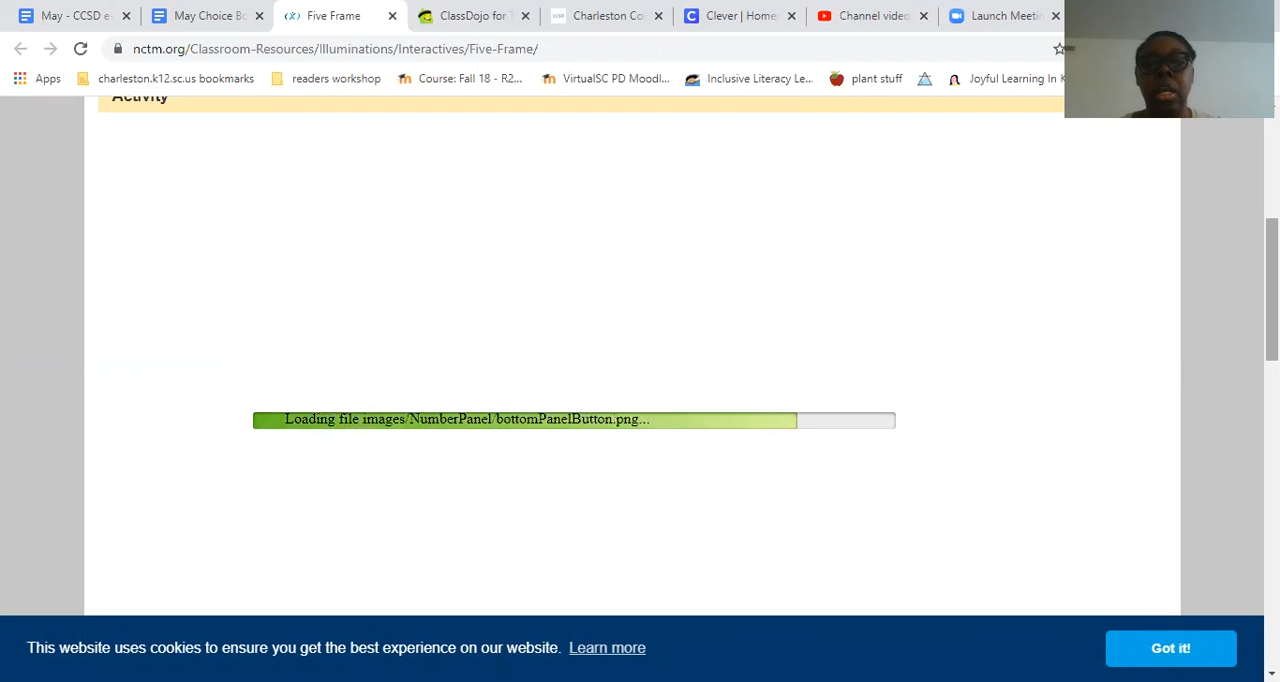 May - CCSD e
May Choice Bo
Five Frame
ClassDojo for T
Charleston Co
Clever | Home
Channel video
Launch Meeti
nctm.org/Classroom-Resources/Illuminations/Interactives/Five-Frame/
Apps
charleston.k12.sc.us bookmarks
readers workshop
Course: Fall 18 - R2...
VirtualSC PD Moodl...
Inclusive Literacy Le...
plant stuff
Joyful Learning In K
Activity
Loading file images/NumberPanel/bottomPanelButton.png...
This website uses cookies to ensure you get the best experience on our website. Learn more
Got it!